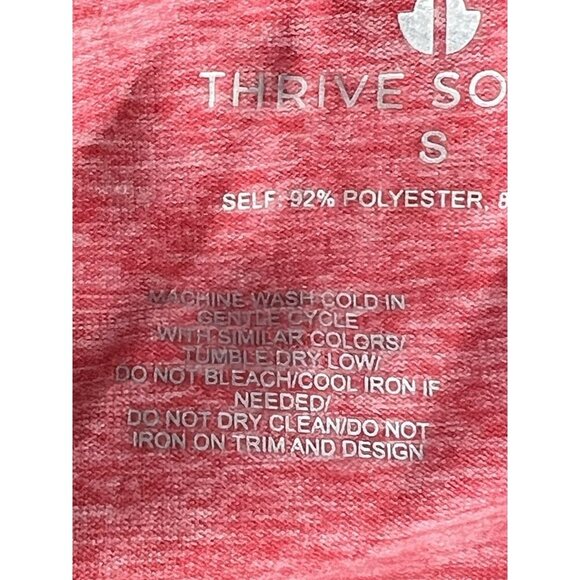 THRIVE SO
S
SELF: 92% POLYESTER, 8
MACHINE WASH COLD IN
GENTLE CYCLE
WITH SIMILAR COLORS/
TUMBLE DRY LOW/
DO NOT BLEACH/COOL IRON IF
NEEDED/
DO NOT DRY CLEAN/DO NOT
IRON ON TRIM AND DESIGN